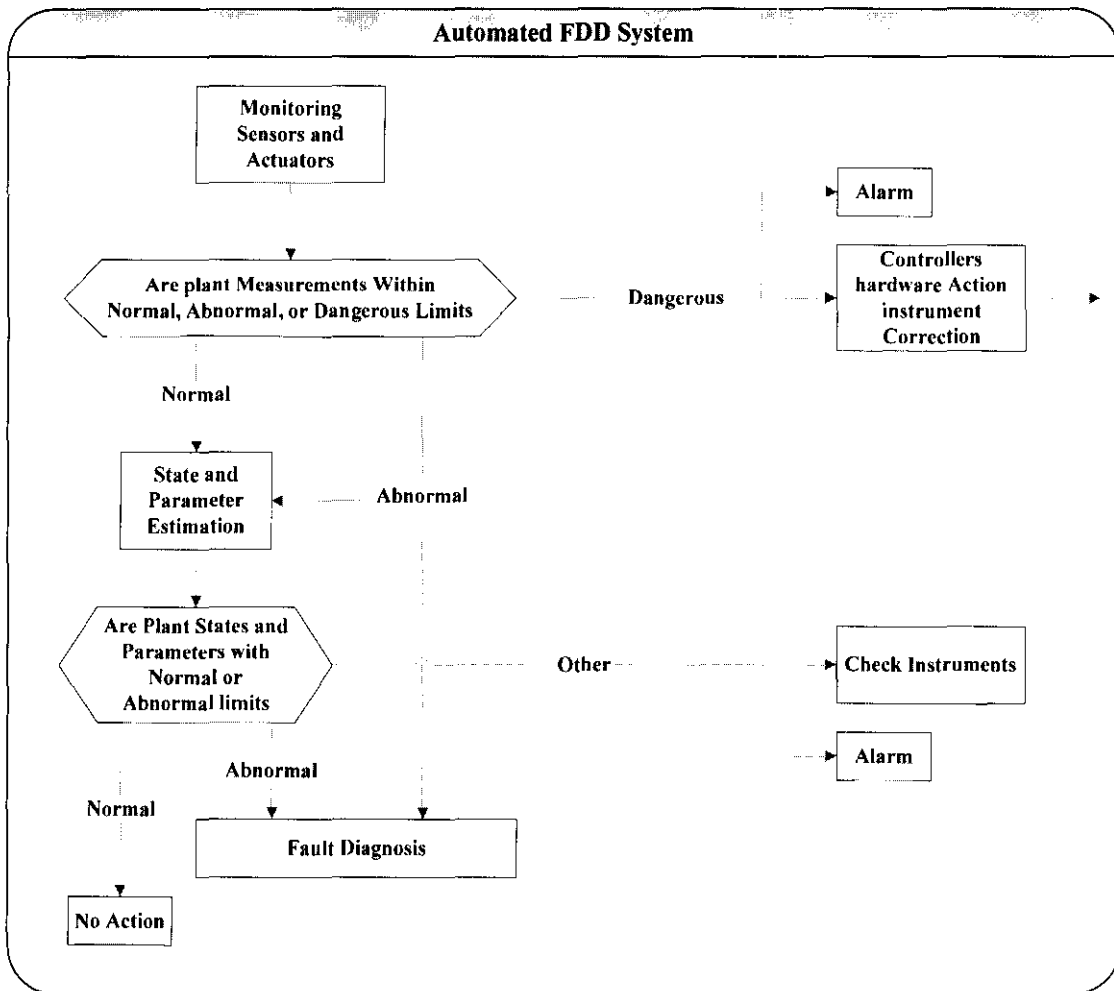 Automated FDD System
Monitoring
Sensors and
Actuators
Alarm
Are plant Measurements Within
Normal, Abnormal, or Dangerous Limits
Dangerous
Controllers
hardware Action
instrument
Correction
Normal
State and
Parameter
Estimation
Abnormal
Are Plant States and
Parameters with
Normal or
Abnormal limits
Other
Check Instruments
Abnormal
Alarm
Normal
Fault Diagnosis
No Action